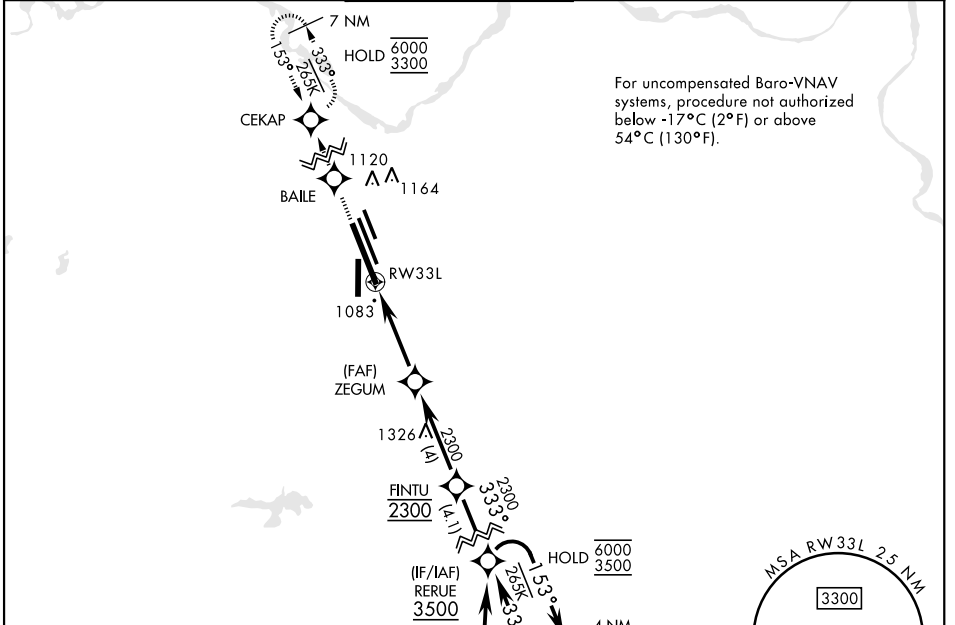 7 NM
HOLD 6000
3300
153°
333°
265K
For uncompensated Baro-VNAV
systems, procedure not authorized
below -17°C (2°F) or above
54°C (130°F).
CEKAP
1120
1164
BAILE
RW33L
1083
(FAF)
ZEGUM
1326
(4)
2300
FINTU
2300
(4.1)
2300
333°
HOLD 6000
3500
(IF/IAF)
RERUE
3500
265K
153°
MSA RW33L 25 NM
3300